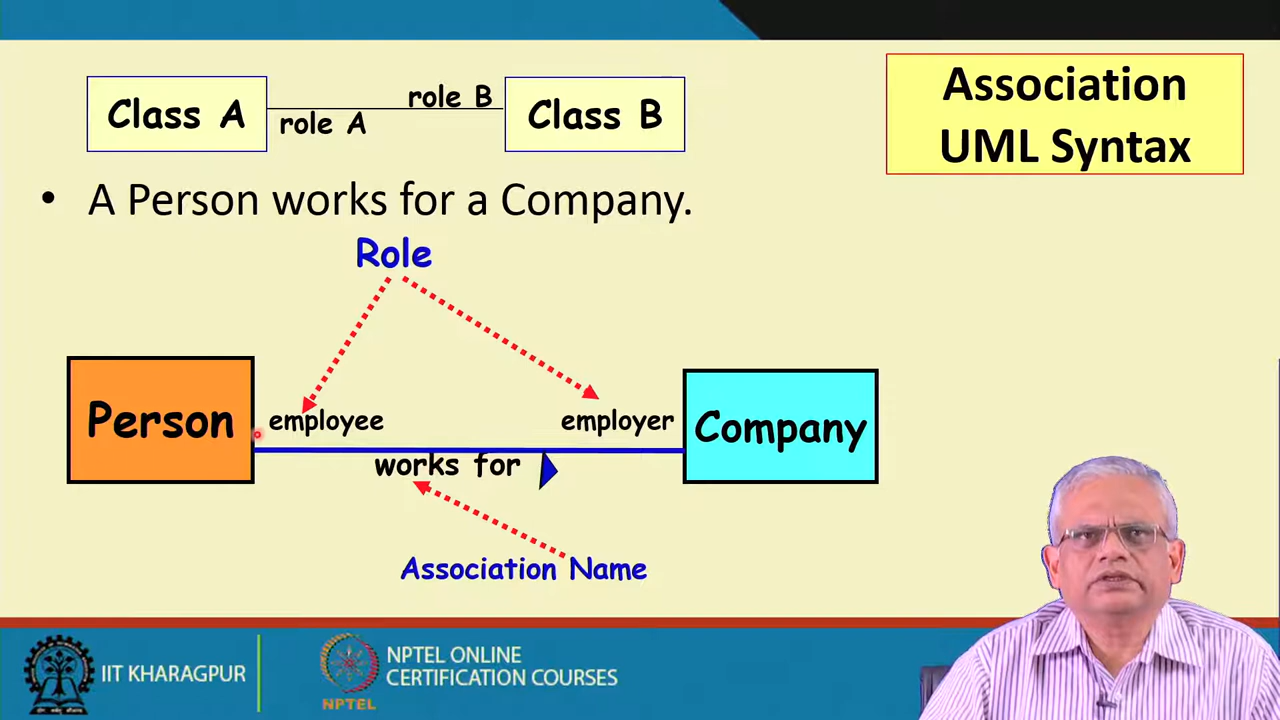 Association
UML Syntax
Class A
role A
role B
Class B
• A Person works for a Company.
Role
Person
employee
employer
Company
works for
Association Name
IIT KHARAGPUR
NPTEL
NPTEL ONLINE
CERTIFICATION COURSES